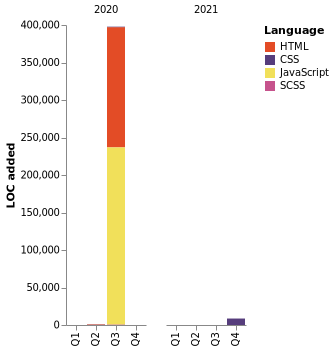 2020 2021
Language
HTML
CSS
JavaScript
SCSS
LOC added
400,000
350,000
300,000
250,000
200,000
150,000
100,000
50,000
0
Q1 Q2 Q3 Q4 Q1 Q2 Q3 Q4